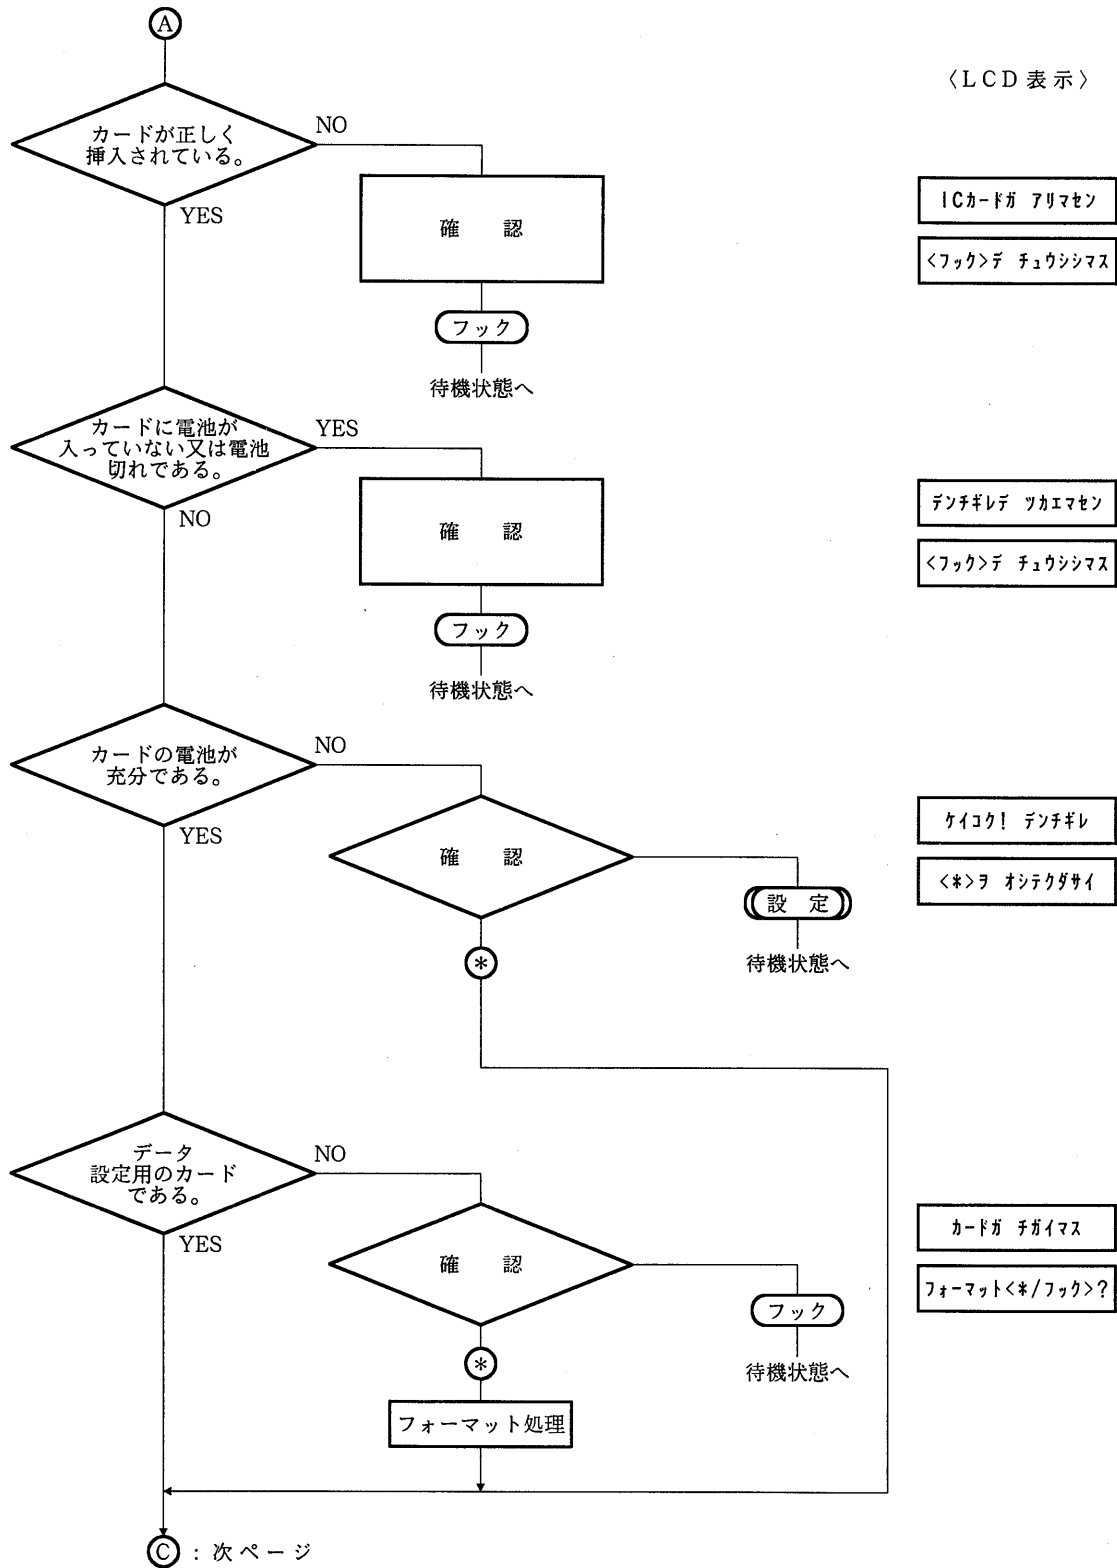 A
〈LCD表示〉
カードが正しく
挿入されている。
NO
YES
確 認
ICカードガ アリマセン
<フック>デ チュウシシマス
フック
待機状態へ
カードに電池が
入っていない又は電池
切れである。
YES
NO
確 認
デンチギレデ ツカエマセン
<フック>デ チュウシシマス
フック
待機状態へ
カードの電池が
充分である。
NO
YES
確 認
ケイコク! デンチギレ
<*>ヲ オシテクダサイ
設 定
*
待機状態へ
データ
設定用のカード
である。
NO
YES
確 認
カードガ チガイマス
フォーマット<*/フック>?
フック
*
待機状態へ
フォーマット処理
C : 次ページ